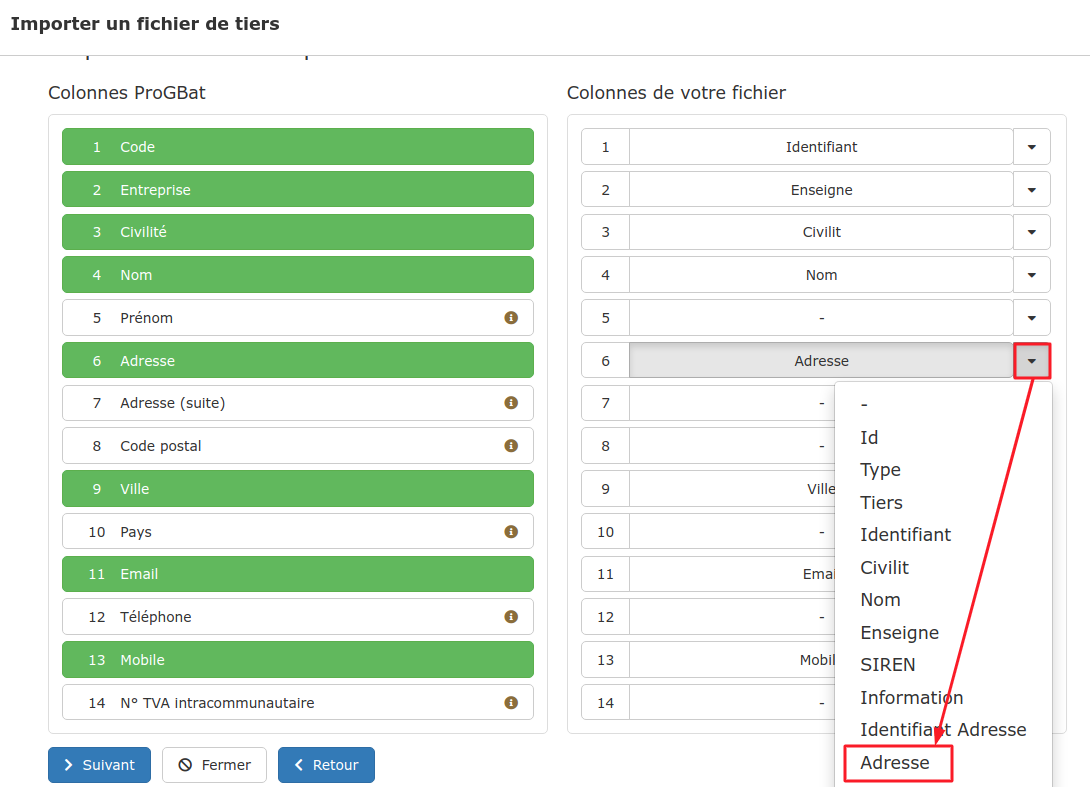 Importer un fichier de tiers
Colonnes ProGBat
1 Code
2 Entreprise
3 Civilité
4 Nom
5 Prénom
6 Adresse
7 Adresse (suite)
8 Code postal
9 Ville
10 Pays
11 Email
12 Téléphone
13 Mobile
14 N° TVA intracommunautaire
Colonnes de votre fichier
1 Identifiant
2 Enseigne
3 Civilit
4 Nom
5 -
6 Adresse
7 -
8 -
9 Ville
10 -
11 Emai
12 -
13 Mobil
14 -
-
Id
Type
Tiers
Identifiant
Civilit
Nom
Enseigne
SIREN
Information
Identifiant Adresse
Adresse
Suivant
Fermer
Retour